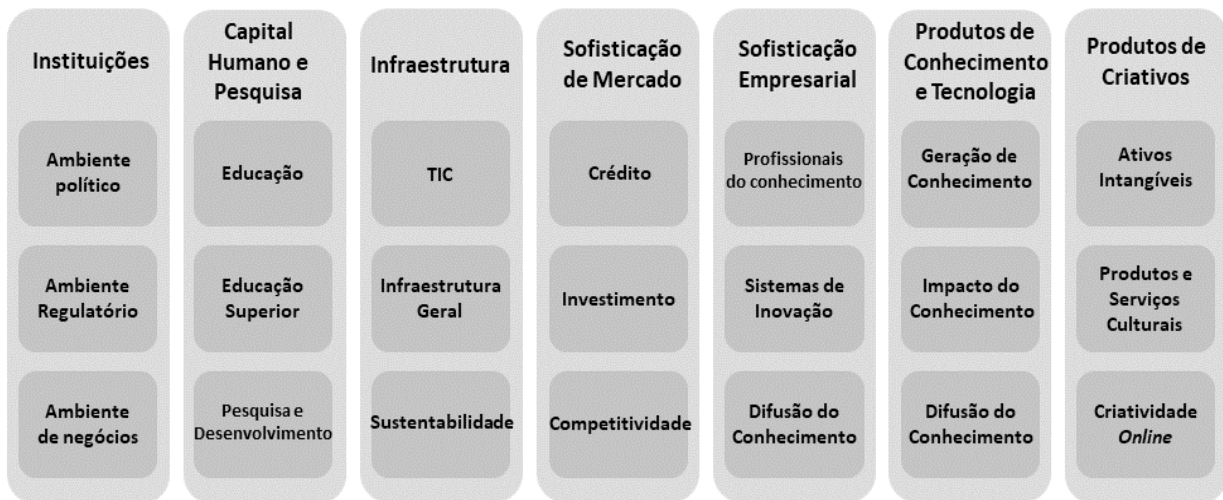 Instituições
Ambiente
político
Ambiente
Regulatório
Ambiente
de negócios
Capital
Humano e
Pesquisa
Educação
Educação
Superior
Pesquisa e
Desenvolvimento
Infraestrutura
TIC
Infraestrutura
Geral
Sustentabilidade
Sofisticação
de Mercado
Crédito
Investimento
Competitividade
Sofisticação
Empresarial
Profissionais
do conhecimento
Sistemas de
Inovação
Difusão do
Conhecimento
Produtos de
Conhecimento
e Tecnologia
Geração de
Conhecimento
Impacto do
Conhecimento
Difusão do
Conhecimento
Produtos de
Criativos
Ativos
Intangíveis
Produtos e
Serviços
Culturais
Criatividade
Online